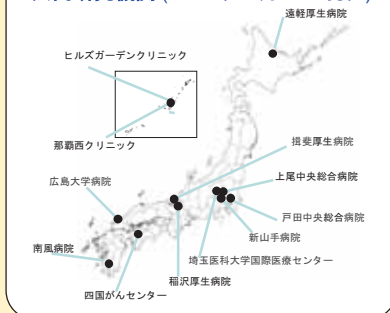 遠軽厚生病院
ヒルズガーデンクリニック
那覇西クリニック
揖斐厚生病院
広島大学病院
上尾中央総合病院
戸田中央総合病院
新山手病院
南風病院
埼玉医科大学国際医療センター
稲沢厚生病院
四国がんセンター